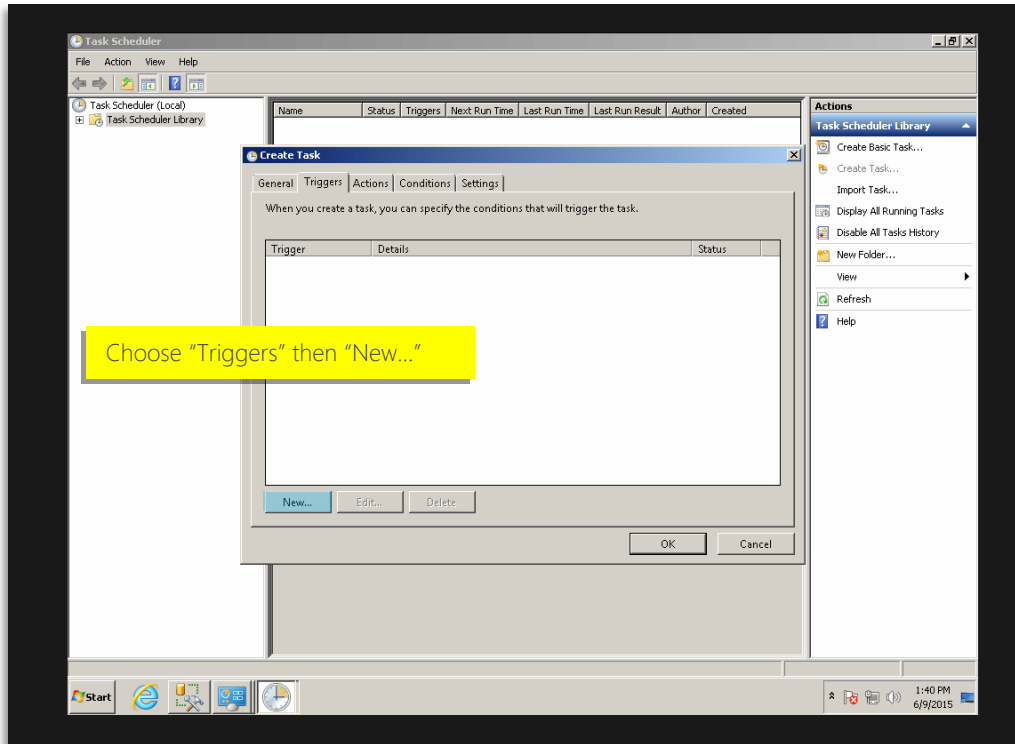 Task Scheduler
File Action View Help
Task Scheduler (Local)
Task Scheduler Library
Name Status Triggers Next Run Time Last Run Time Last Run Result Author Created
Actions
Task Scheduler Library
Create Basic Task...
Create Task...
Import Task...
Display All Running Tasks
Disable All Tasks History
New Folder...
View
Refresh
Help
Create Task
General Triggers Actions Conditions Settings
When you create a task, you can specify the conditions that will trigger the task.
Trigger Details Status
Choose “Triggers” then “New…”
New... Edit... Delete
OK Cancel
Start
1:40 PM
6/9/2015